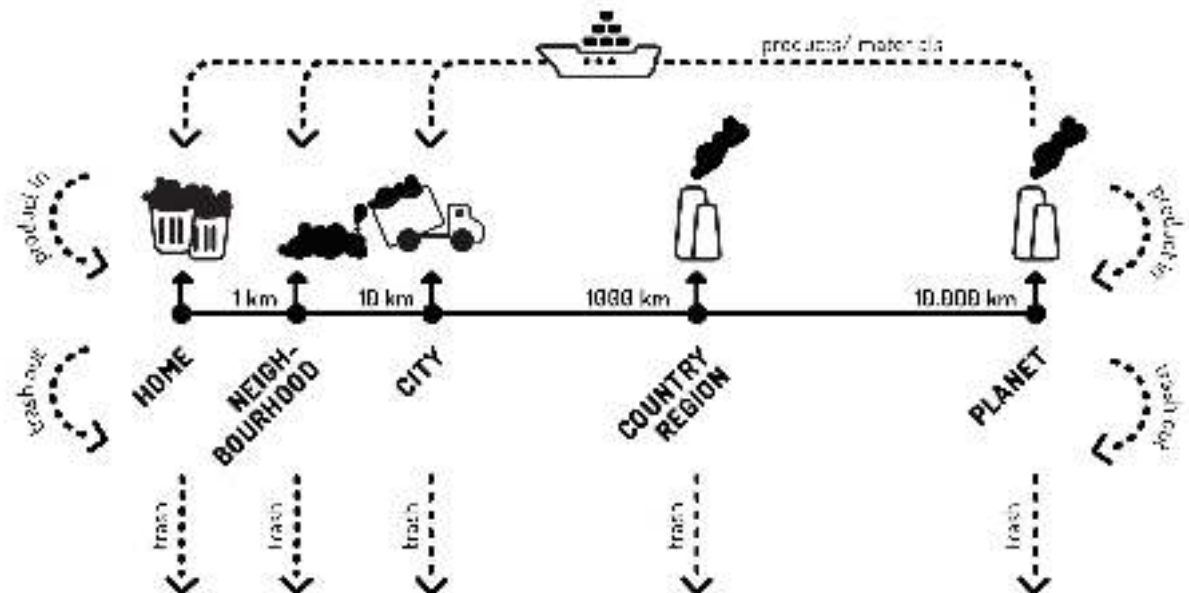 products/ materials
product in
product in
1 km
10 km
1000 km
10.000 km
trash out
HOME
NEIGH-
BOURHOOD
CITY
COUNTRY
REGION
PLANET
trash out
trash
trash
trash
trash
trash